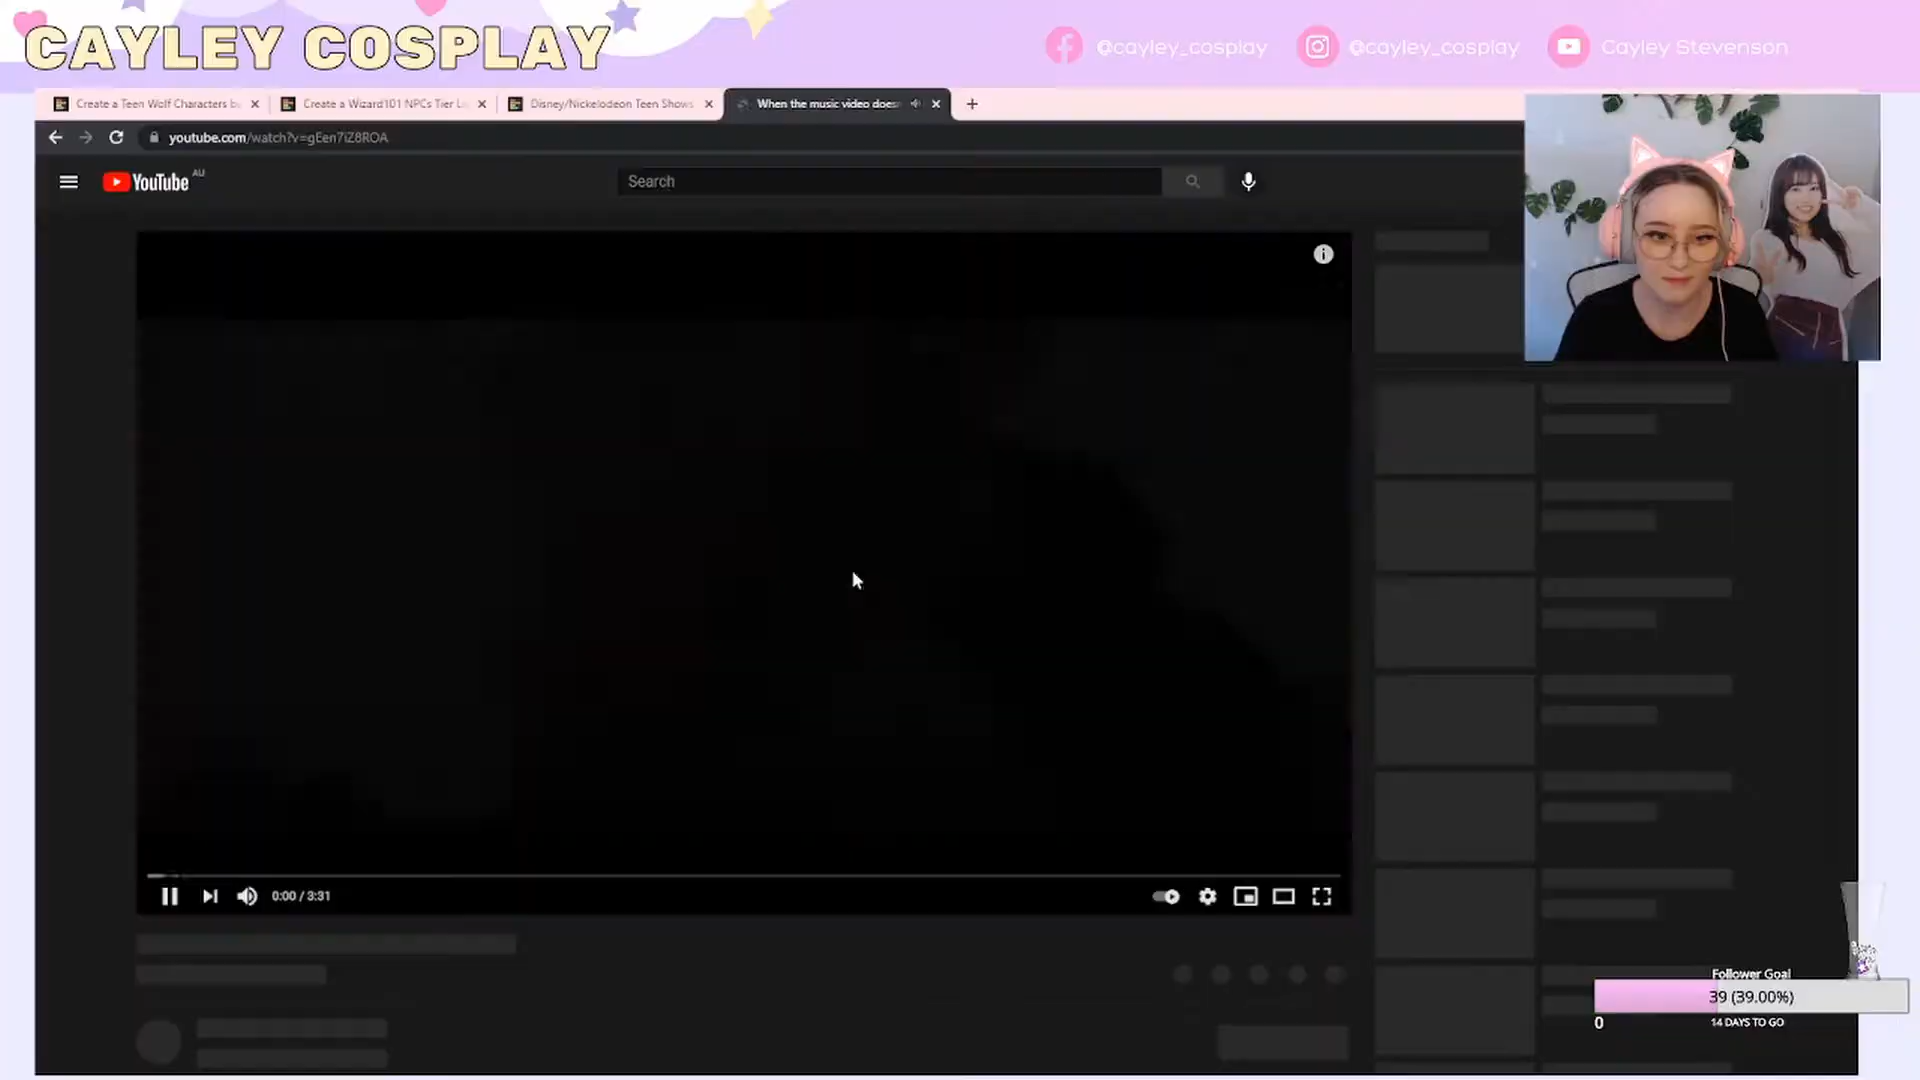 CAYLEY COSPLAY
@cayley_cosplay
@cayley_cosplay
Cayley Stevenson
Create a Teen Wolf Characters
Create a Wizard101 NPCs Tier
Disney/Nickelodeon Teen Shows
When the music video does
youtube.com/watch?v=gEen7iZ8ROA
YouTube AU
Search
0:00 / 3:31
Follower Goal
39 (39.00%)
0
14 DAYS TO GO